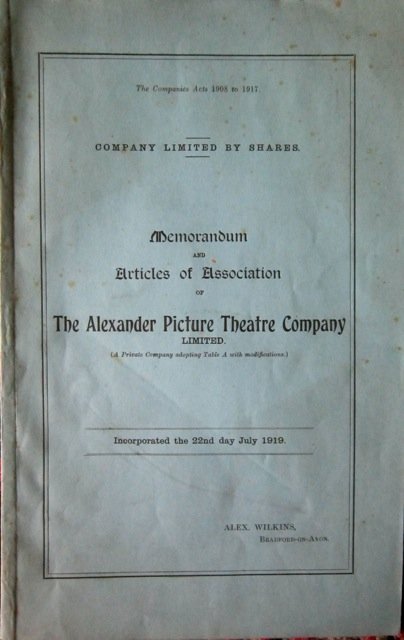 The Companies Acts 1908 to 1917.
COMPANY LIMITED BY SHARES.
Memorandum
AND
Articles of Association
OF
The Alexander Picture Theatre Company
LIMITED.
(A Private Company adopting Table A with modifications.)
Incorporated the 22nd day July 1919.
ALEX. WILKINS,
BRADFORD-ON-AVON.